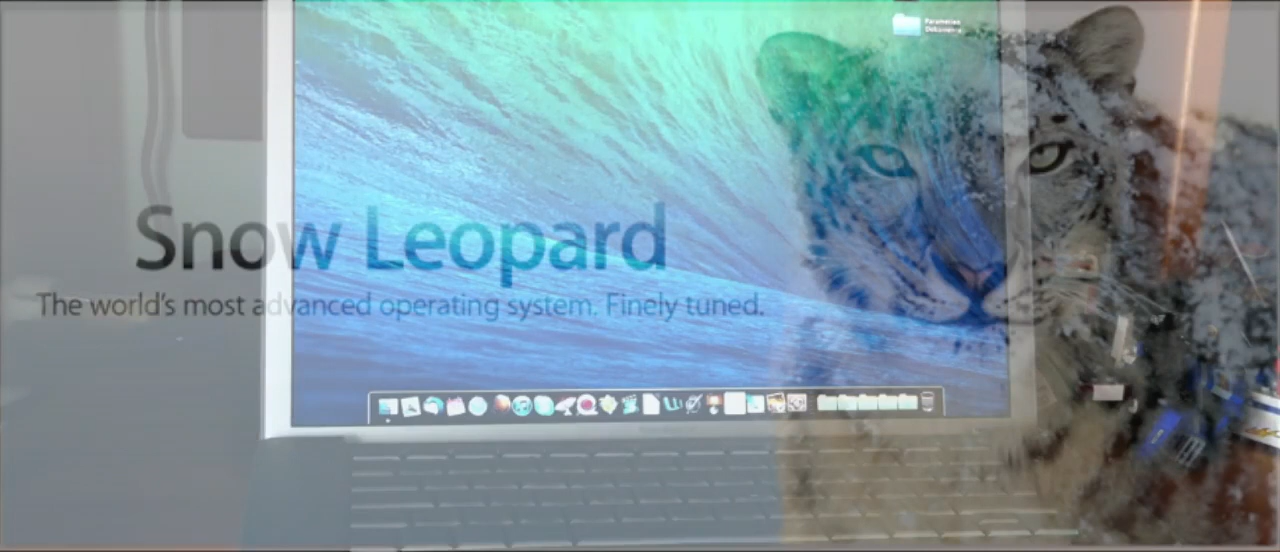 Snow Leopard
The world's most advanced operating system. Finely tuned.